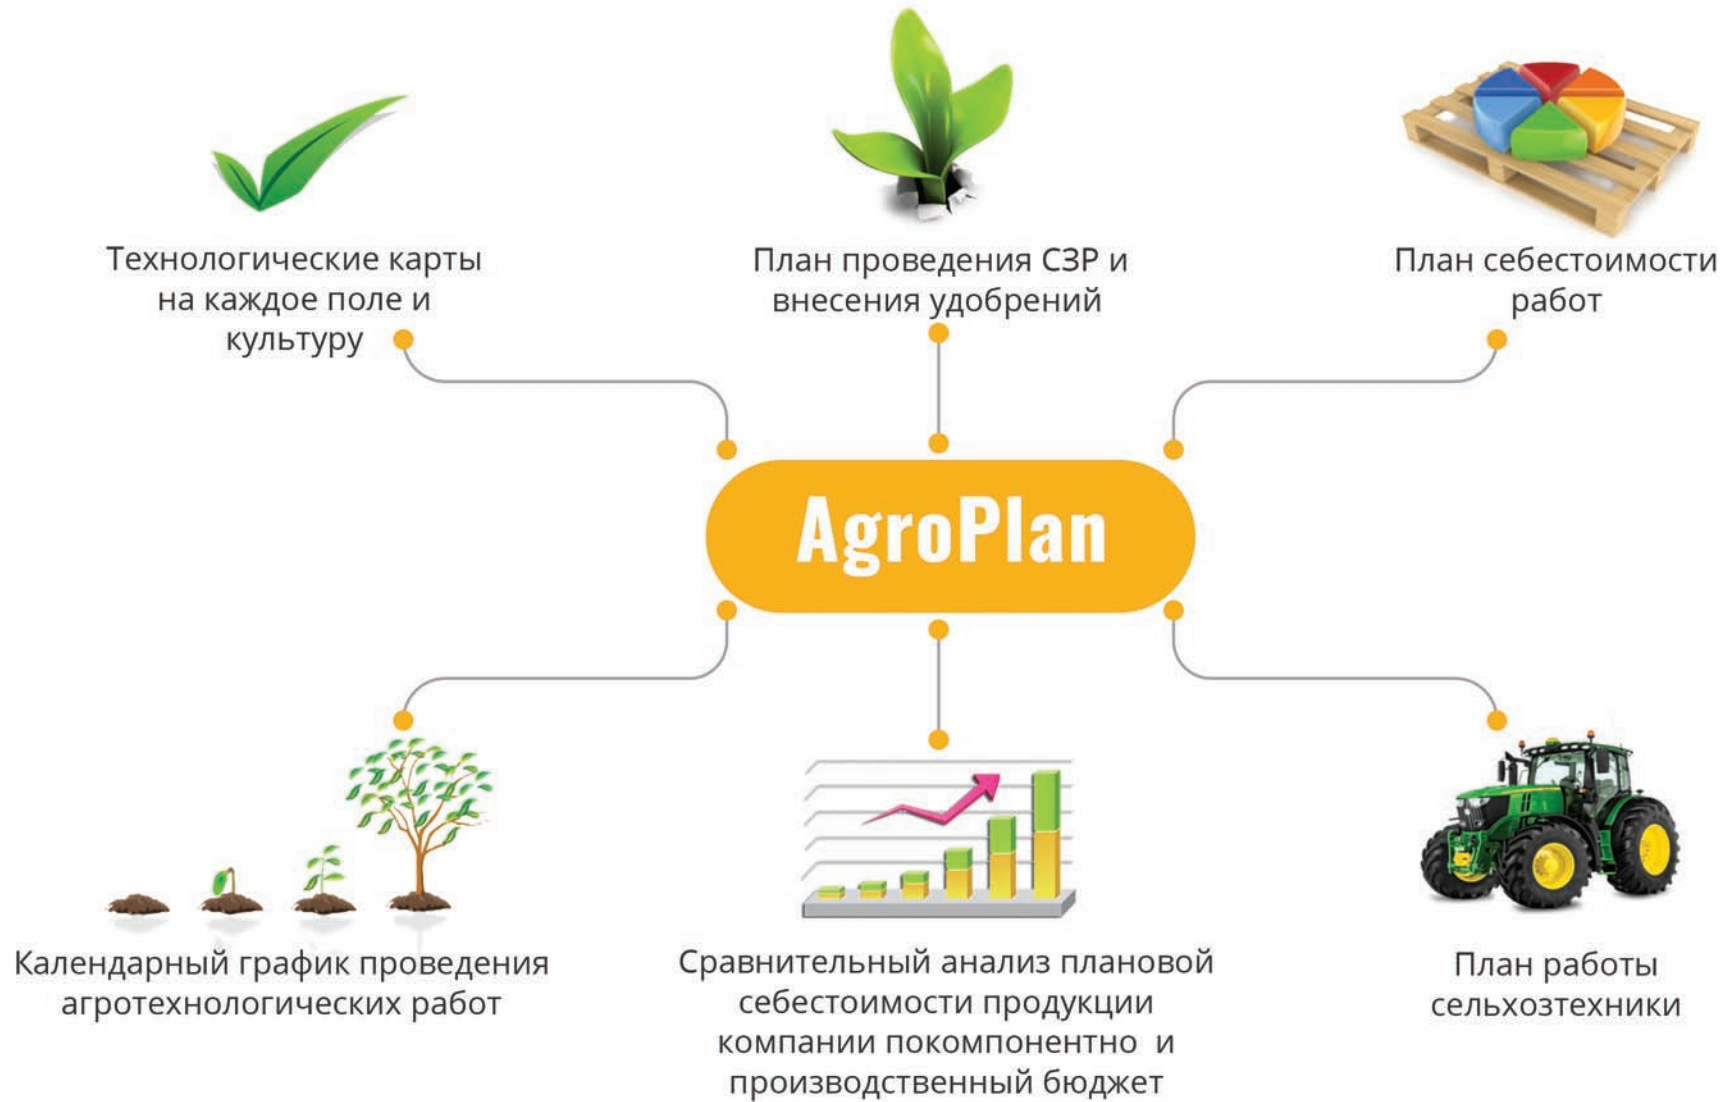 Технологические карты
на каждое поле и
культуру
План проведения СЗР и
внесения удобрений
План себестоимости
работ
AgroPlan
Календарный график проведения
агротехнологических работ
Сравнительный анализ плановой
себестоимости продукции
компании покомпонентно и
производственный бюджет
План работы
сельхозтехники